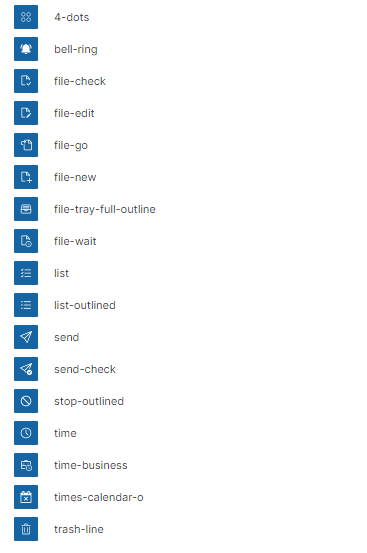 4-dots
bell-ring
file-check
file-edit
file-go
file-new
file-tray-full-outline
file-wait
list
list-outlined
send
send-check
stop-outlined
time
time-business
times-calendar-o
trash-line